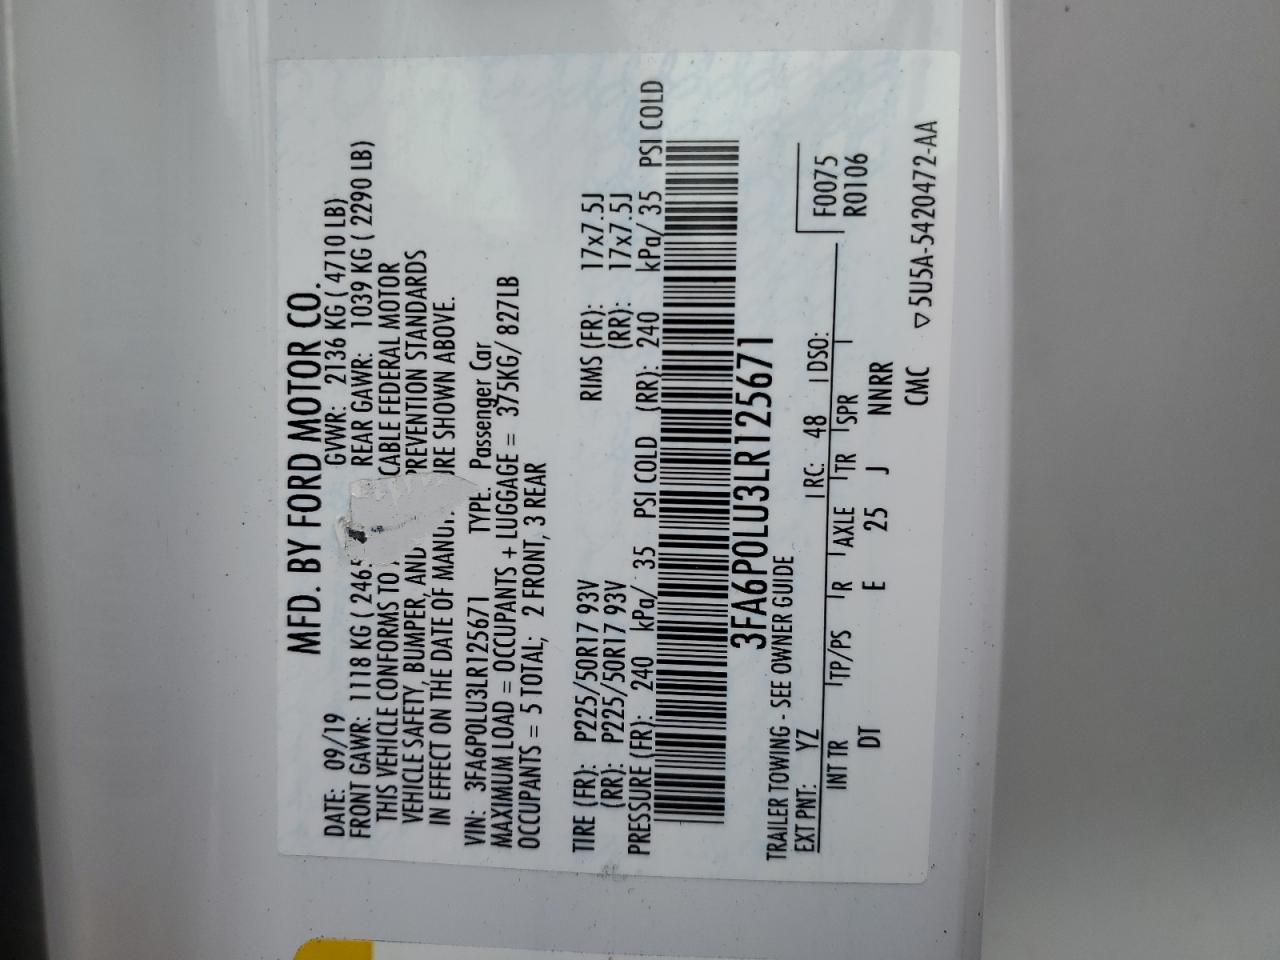 MFD. BY FORD MOTOR CO.
DATE: 09/19 GVWR: 2136 KG ( 4710 LB)
FRONT GAWR: 1118 KG ( 246 REAR GAWR: 1039 KG ( 2290 LB)
THIS VEHICLE CONFORMS TO CABLE FEDERAL MOTOR
VEHICLE SAFETY, BUMPER, AND PREVENTION STANDARDS
IN EFFECT ON THE DATE OF MANU URE SHOWN ABOVE.
VIN: 3FA6P0LU3LR125671 TYPE: Passenger Car
MAXIMUM LOAD = OCCUPANTS + LUGGAGE = 375KG/ 827LB
OCCUPANTS = 5 TOTAL; 2 FRONT, 3 REAR
TIRE (FR): P225/50R17 93V RIMS (FR): 17x7.5J
(RR): P225/50R17 93V (RR): 17x7.5J
PRESSURE (FR): 240 kPa/ 35 PSI COLD (RR): 240 kPa/ 35 PSI COLD
3FA6P0LU3LR125671
TRAILER TOWING - SEE OWNER GUIDE
EXT PNT: YZ RC: 48 DSO: F0075
R0106
INT TR TP/PS R AXLE TR SPR
DT E 25 J NNRR
CMC ▽5U5A-5420472-AA